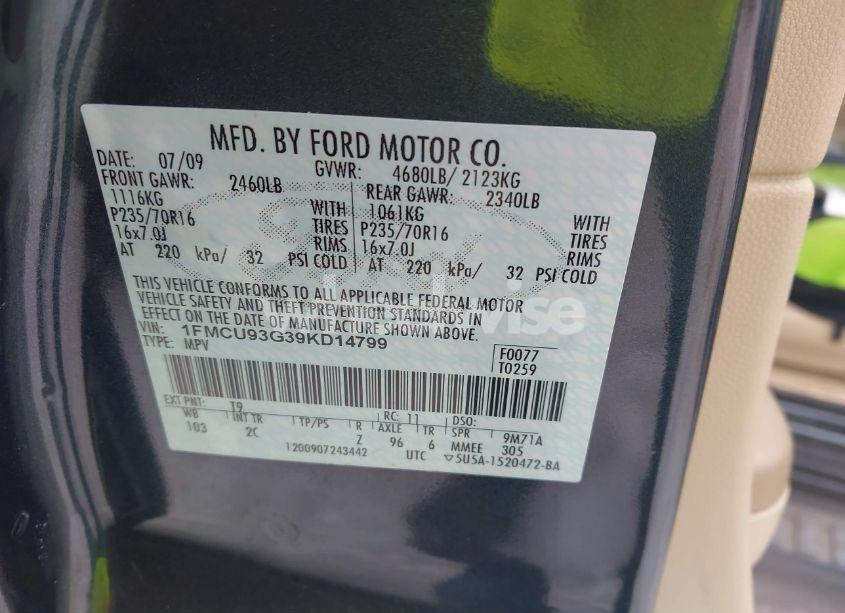 MFD. BY FORD MOTOR CO.
DATE: 07/09 GVWR: 4680LB/ 2123KG
FRONT GAWR: 2460LB REAR GAWR: 2340LB
1116KG WITH 1061KG WITH
P235/70R16 TIRES P235/70R16 TIRES
16x7.0J RIMS 16x7.0J RIMS
AT 220 kPa/ 32 PSI COLD AT 220 kPa/ 32 PSI COLD
THIS VEHICLE CONFORMS TO ALL APPLICABLE FEDERAL MOTOR
VEHICLE SAFETY AND THEFT PREVENTION STANDARDS IN
EFFECT ON THE DATE OF MANUFACTURE SHOWN ABOVE.
VIN: 1FMCU93G39KD14799
TYPE: MPV
F0077
T0259
EXT PNT: T9 RC: 11 DSO:
WB INT TR TP/PS R AXLE TR SPR 9M71A
103 2C Z 96 6 MMEE 305
1200907243442 UTC ▽5U5A-1520472-BA